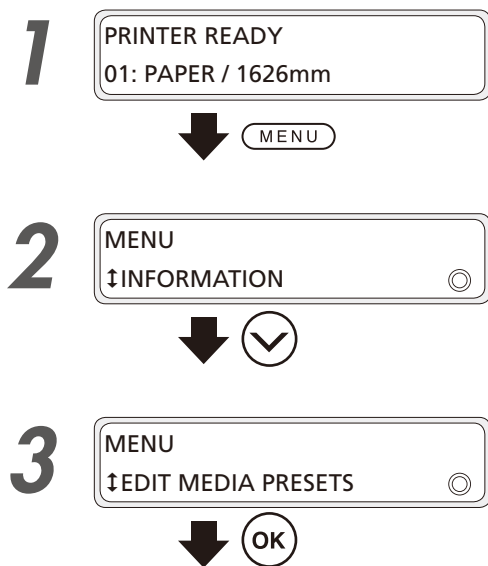 1
PRINTER READY
01: PAPER / 1626mm
MENU
2
MENU
↕INFORMATION
3
MENU
↕EDIT MEDIA PRESETS
OK